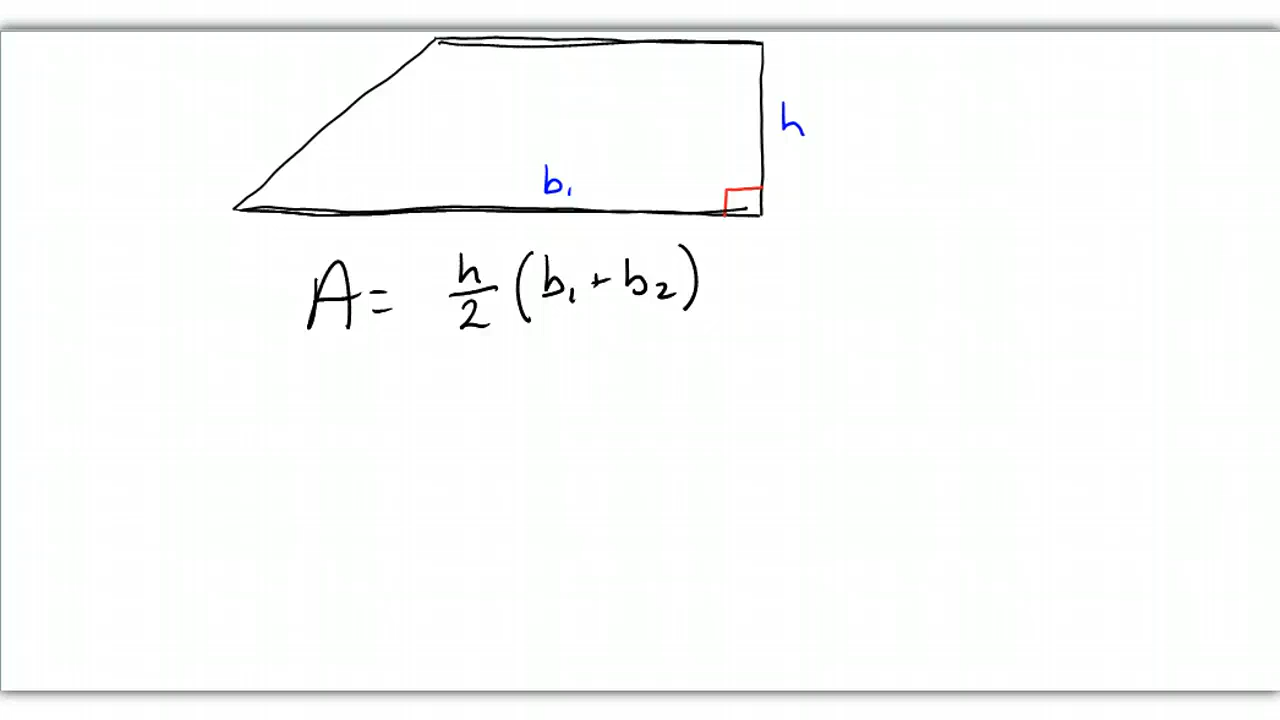 h
b₁
A = h/2 (b₁ + b₂)